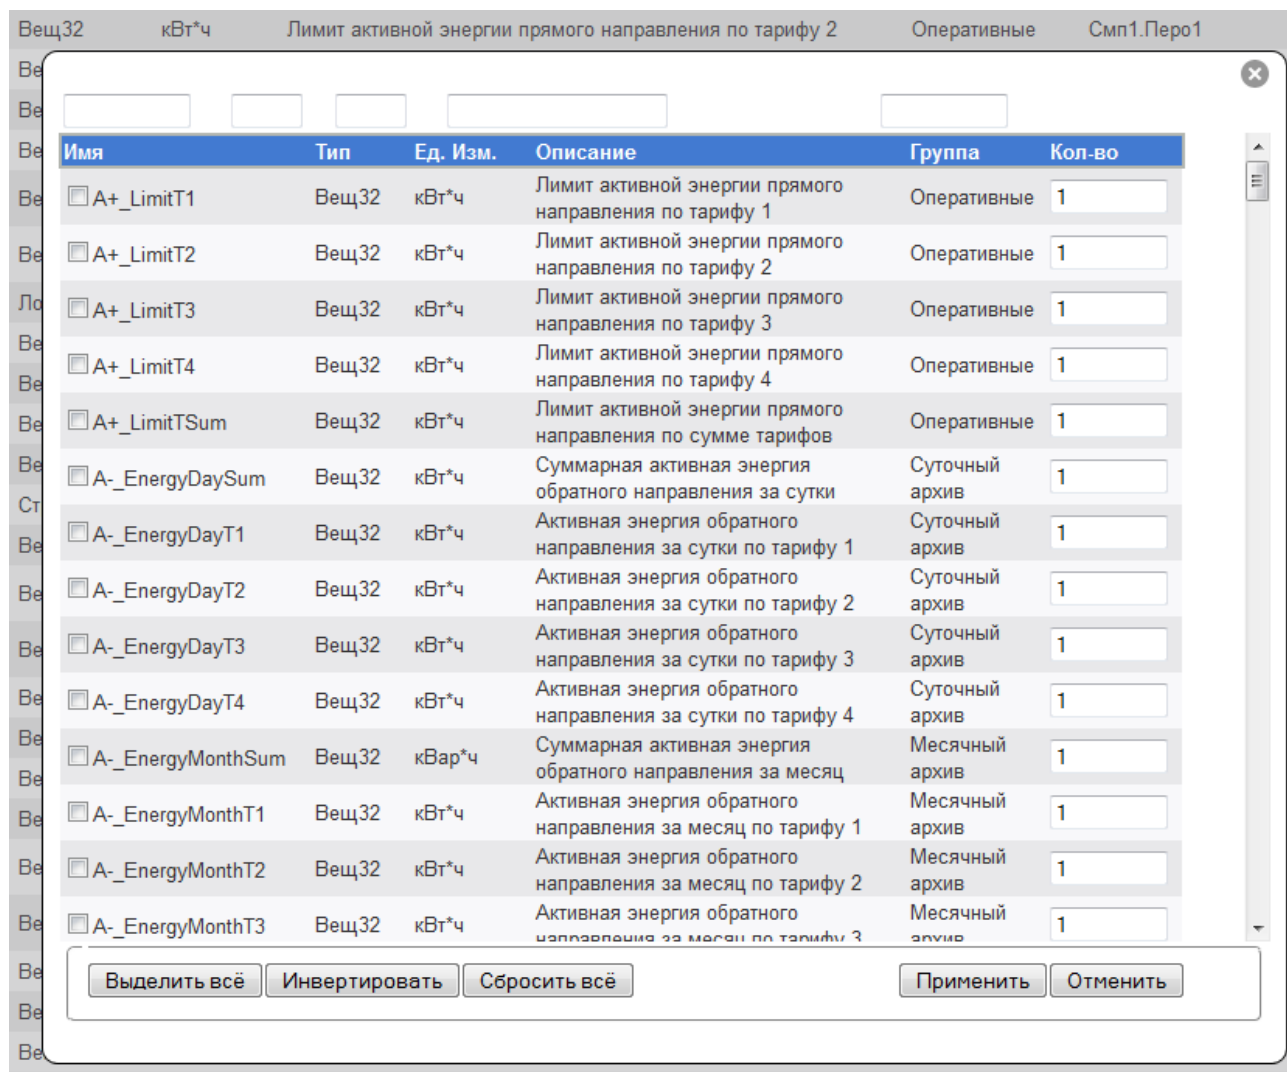 Вещ32 кВт*ч Лимит активной энергии прямого направления по тарифу 2 Оперативные Смп1.Перо1
Имя Тип Ед. Изм. Описание Группа Кол-во
A+_LimitT1 Вещ32 кВт*ч Лимит активной энергии прямого Оперативные 1
направления по тарифу 1
A+_LimitT2 Вещ32 кВт*ч Лимит активной энергии прямого Оперативные 1
направления по тарифу 2
A+_LimitT3 Вещ32 кВт*ч Лимит активной энергии прямого Оперативные 1
направления по тарифу 3
A+_LimitT4 Вещ32 кВт*ч Лимит активной энергии прямого Оперативные 1
направления по тарифу 4
A+_LimitTSum Вещ32 кВт*ч Лимит активной энергии прямого Оперативные 1
направления по сумме тарифов
A-_EnergyDaySum Вещ32 кВт*ч Суммарная активная энергия Суточный 1
обратного направления за сутки архив
A-_EnergyDayT1 Вещ32 кВт*ч Активная энергия обратного Суточный 1
направления за сутки по тарифу 1 архив
A-_EnergyDayT2 Вещ32 кВт*ч Активная энергия обратного Суточный 1
направления за сутки по тарифу 2 архив
A-_EnergyDayT3 Вещ32 кВт*ч Активная энергия обратного Суточный 1
направления за сутки по тарифу 3 архив
A-_EnergyDayT4 Вещ32 кВт*ч Активная энергия обратного Суточный 1
направления за сутки по тарифу 4 архив
A-_EnergyMonthSum Вещ32 кВар*ч Суммарная активная энергия Месячный 1
обратного направления за месяц архив
A-_EnergyMonthT1 Вещ32 кВт*ч Активная энергия обратного Месячный 1
направления за месяц по тарифу 1 архив
A-_EnergyMonthT2 Вещ32 кВт*ч Активная энергия обратного Месячный 1
направления за месяц по тарифу 2 архив
A-_EnergyMonthT3 Вещ32 кВт*ч Активная энергия обратного Месячный 1
направления за месяц по тарифу 3 архив
Выделить всё Инвертировать Сбросить всё Применить Отменить